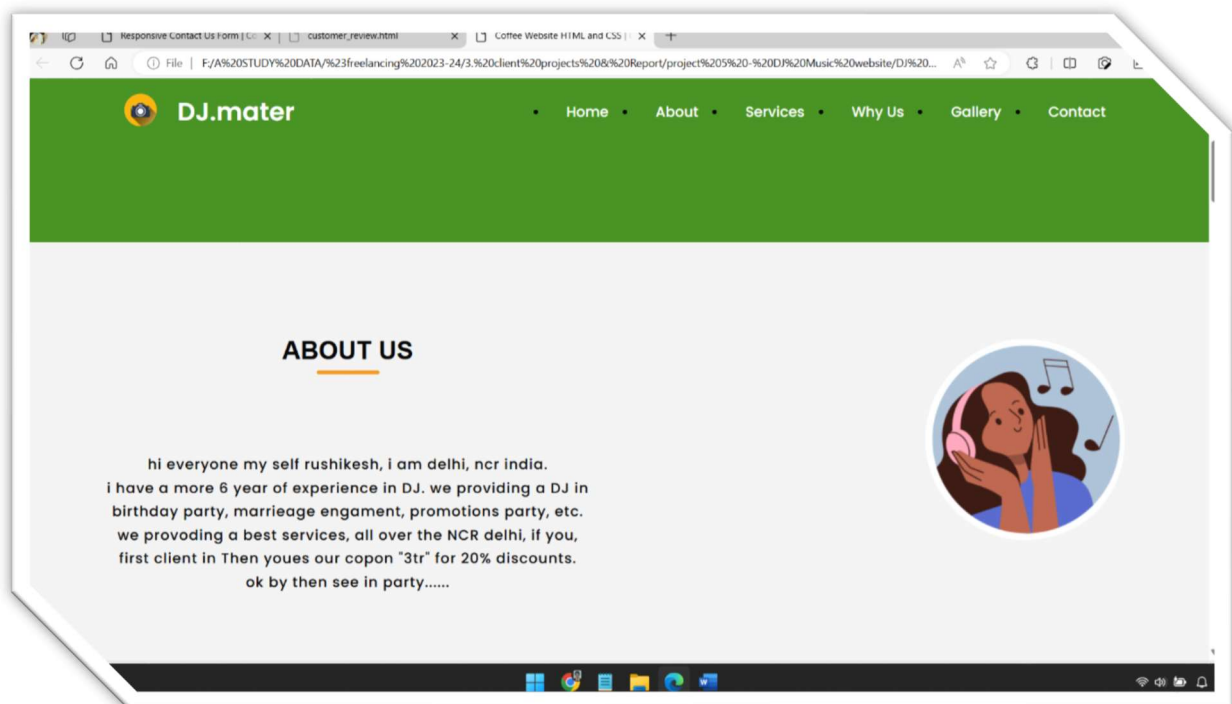 Responsive Contact Us Form | Co
customer_review.html
Coffee Website HTML and CSS |
File | F:/A%20STUDY%20DATA/%23freelancing%202023-24/3.%20client%20projects%20&%20Report/project%205%20-%20DJ%20Music%20website/DJ%20...
DJ.mater
Home About Services Why Us Gallery Contact
ABOUT US
hi everyone my self rushikesh, i am delhi, ncr india.
i have a more 6 year of experience in DJ. we providing a DJ in
birthday party, marrieage engament, promotions party, etc.
we provoding a best services, all over the NCR delhi, if you,
first client in Then youes our copon "3tr" for 20% discounts.
ok by then see in party......